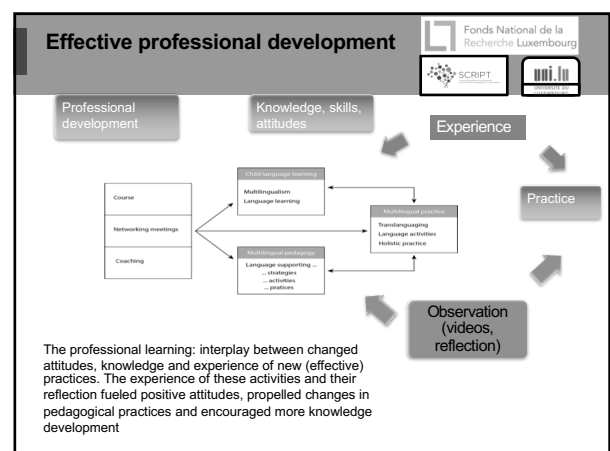 Effective professional development
Fonds National de la
Recherche Luxembourg
SCRIPT
uni.lu
UNIVERSITÉ DU
LUXEMBOURG
Professional
development
Knowledge, skills,
attitudes
Experience
Practice
Child language learning
Multilingualism
Language learning
Course
Networking meetings
Coaching
Multilingual practice
Translanguaging
Language activities
Holistic practice
Multilingual pedagogy
Language supporting ...
... strategies
... activities
... pratices
Observation
(videos,
reflection)
The professional learning: interplay between changed
attitudes, knowledge and experience of new (effective)
practices. The experience of these activities and their
reflection fueled positive attitudes, propelled changes in
pedagogical practices and encouraged more knowledge
development